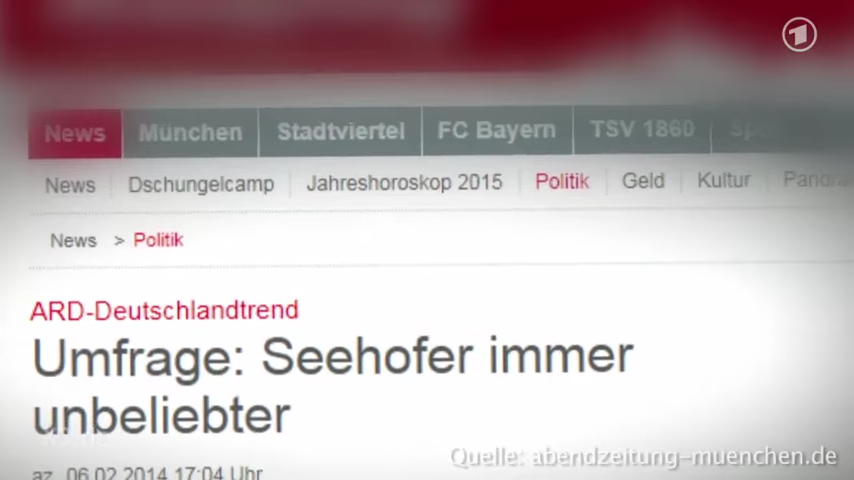 News München Stadtviertel FC Bayern TSV 1860
News Dschungelcamp Jahreshoroskop 2015 Politik Geld Kultur
News > Politik
ARD-Deutschlandtrend
Umfrage: Seehofer immer
unbeliebter
az 06.02.2014 17:04 Uhr
Quelle: abendzeitung-muenchen.de